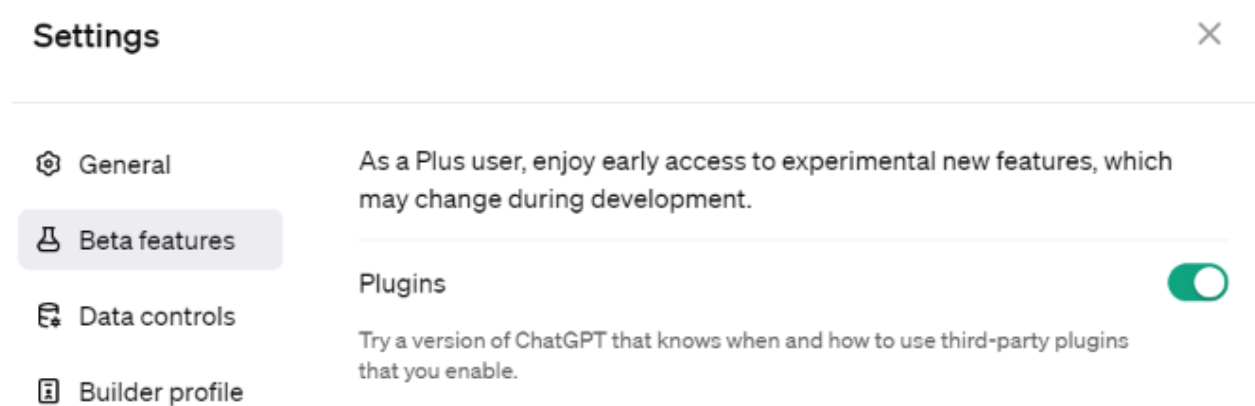 Settings
General
Beta features
Data controls
Builder profile
As a Plus user, enjoy early access to experimental new features, which
may change during development.
Plugins
Try a version of ChatGPT that knows when and how to use third-party plugins
that you enable.